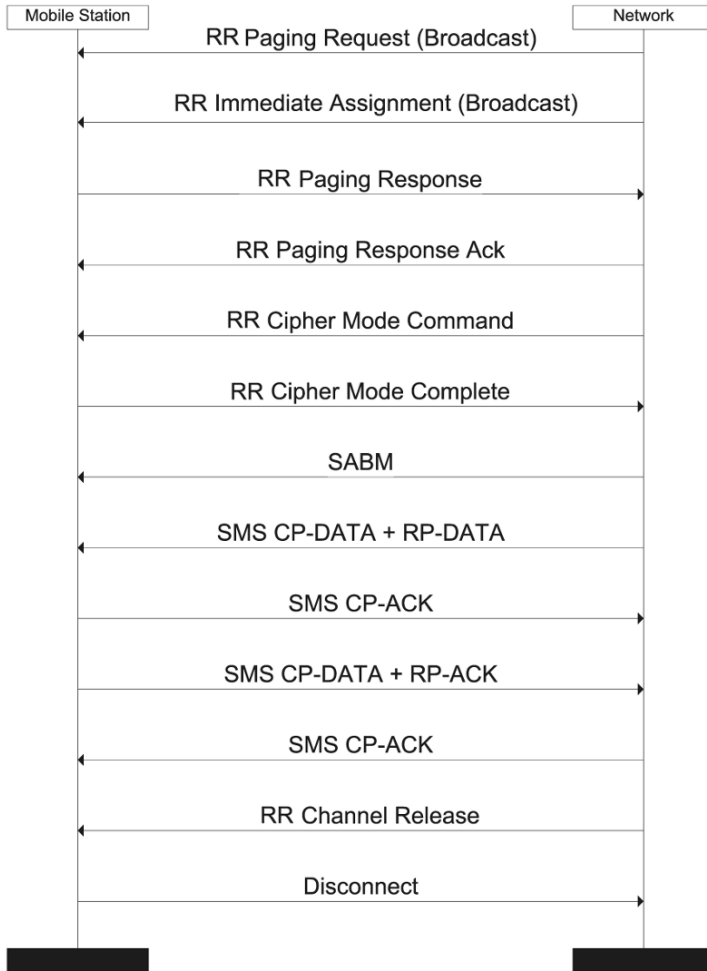 Mobile Station
Network
RR Paging Request (Broadcast)
RR Immediate Assignment (Broadcast)
RR Paging Response
RR Paging Response Ack
RR Cipher Mode Command
RR Cipher Mode Complete
SABM
SMS CP-DATA + RP-DATA
SMS CP-ACK
SMS CP-DATA + RP-ACK
SMS CP-ACK
RR Channel Release
Disconnect